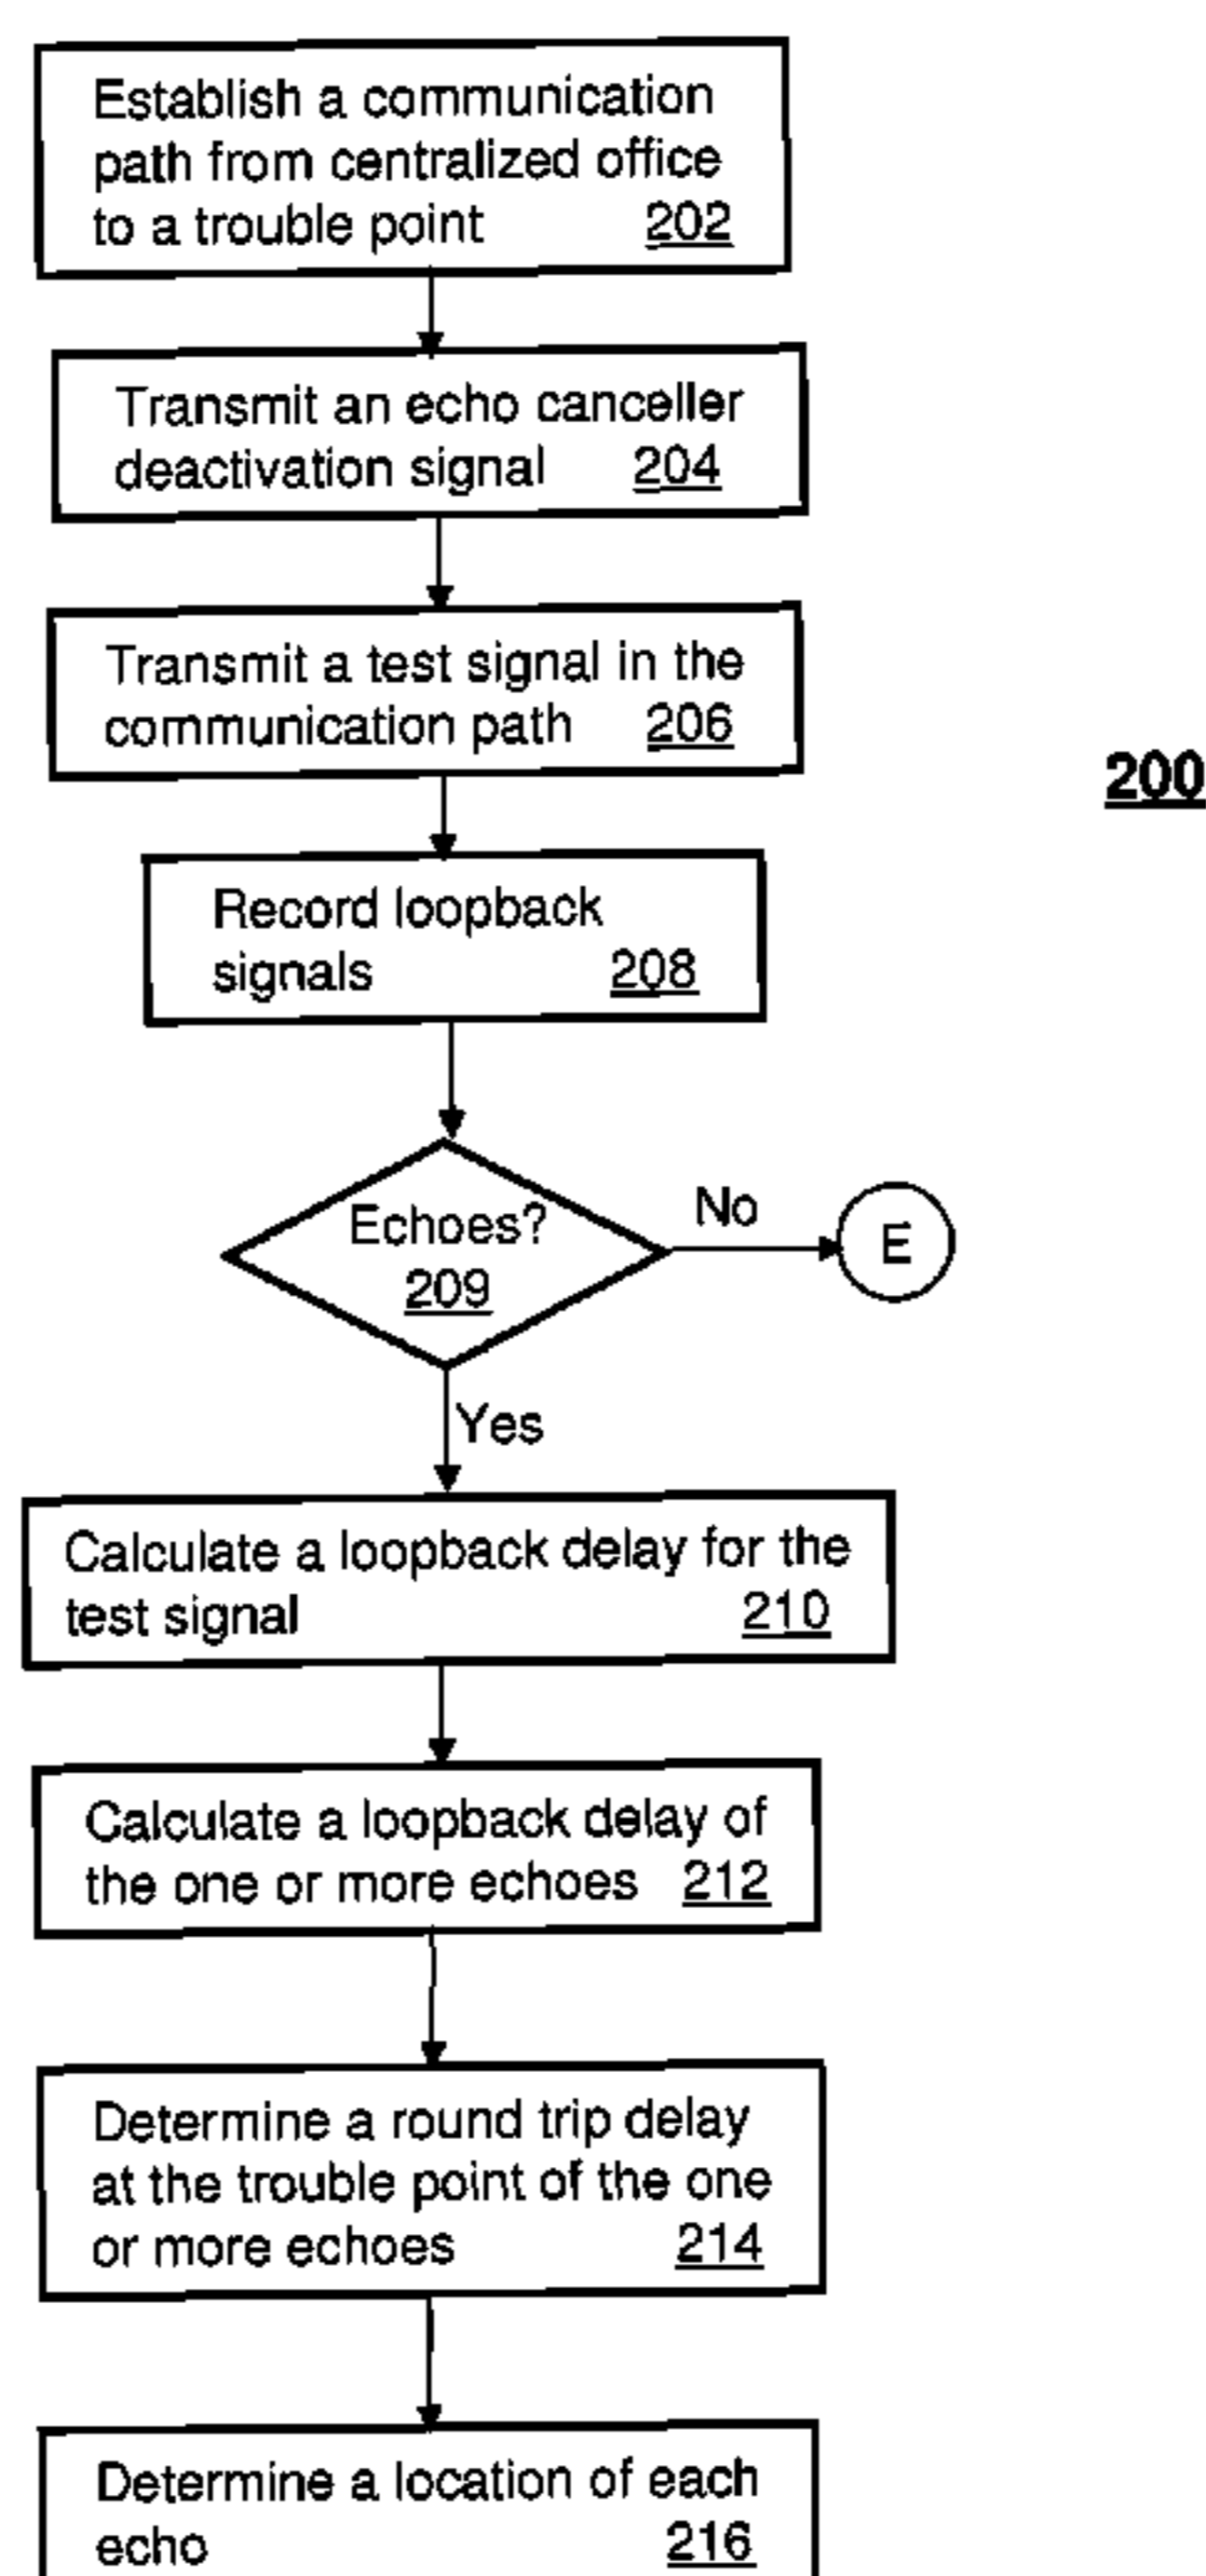 Establish a communication
path from centralized office
to a trouble point 202
Transmit an echo canceller
deactivation signal 204
Transmit a test signal in the
communication path 206
200
Record loopback
signals 208
Echoes?
209
No
E
Yes
Calculate a loopback delay for the
test signal 210
Calculate a loopback delay of
the one or more echoes 212
Determine a round trip delay
at the trouble point of the one
or more echoes 214
Determine a location of each
echo 216